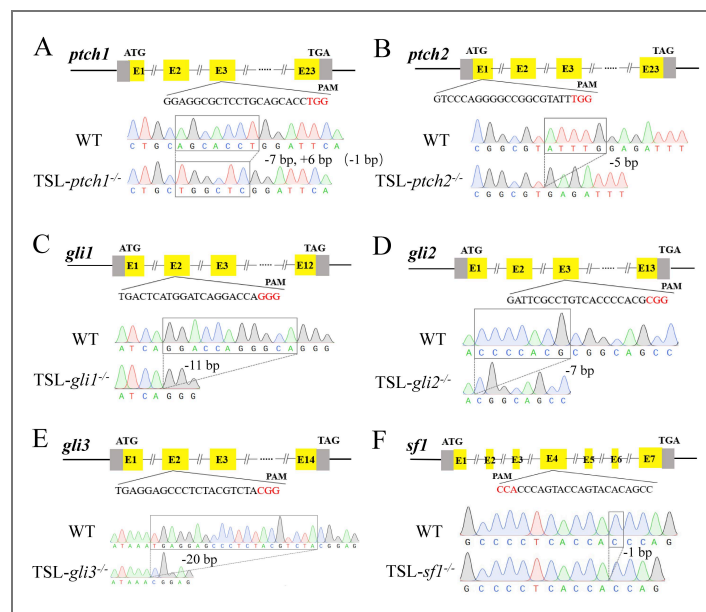 A
ptch1
ATG
TGA
E1
E2
E3
.....
E23
PAM
GGAGGCGCTCCTGCAGCACCTGG
WT
C T G C A G C A C C T G G A T T C A
-7 bp, +6 bp (-1 bp)
TSL-ptch1-/-
C T G C T G G C T C G G A T T C A
B
ptch2
ATG
TAG
E1
E2
E3
.....
E23
PAM
GTCCCAGGGGCCGGCGTATTTGG
WT
C G G C G T A T T T G G A G A T T T
-5 bp
TSL-ptch2-/-
C G G C G T G A G A T T T
C
gli1
ATG
TAG
E1
E2
E3
.....
E12
PAM
TGACTCATGGATCAGGACCAGGG
WT
A T C A G G A C C A G G G C A G G G
-11 bp
TSL-gli1-/-
A T C A G G G
D
gli2
ATG
TGA
E1
E2
E3
.....
E13
PAM
GATTCGCCTGTCACCCCACGCGG
WT
A C C C C A C G C G G C A G C C
-7 bp
TSL-gli2-/-
A C G G C A G C C
E
gli3
ATG
TAG
E1
E2
E3
.....
E14
PAM
TGAGGAGCCCTCTACGTCTACGG
WT
A T A A A T G A G G A G C C C T C T A C G T C T A C G G A G
-20 bp
TSL-gli3-/-
A T A A A C G G A G
F
sf1
ATG
TGA
E1
E2
E3
E4
E5
E6
E7
PAM
CCACCCAGTACCAGTACACAGCC
WT
G C C C C T C A C C A C C C A G
-1 bp
TSL-sf1-/-
G C C C C T C A C C A C C A G